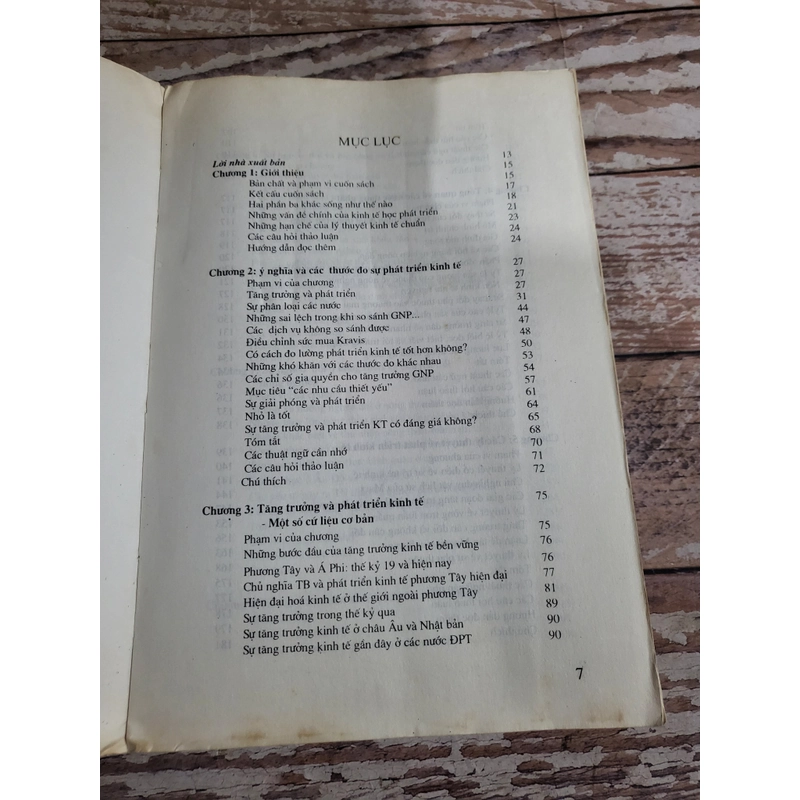 MỤC LỤC
Lời nhà xuất bản 13
Chương 1: Giới thiệu 15
Bản chất và phạm vi cuốn sách 15
Kết cấu cuốn sách 17
Hai phần ba khác sống như thế nào 18
Những vấn đề chính của kinh tế học phát triển 21
Những hạn chế của lý thuyết kinh tế chuẩn 23
Các câu hỏi thảo luận 24
Hướng dẫn đọc thêm 24
Chương 2: ý nghĩa và các thước đo sự phát triển kinh tế 27
Phạm vi của chương 27
Tăng trưởng và phát triển 27
Sự phân loại các nước 31
Những sai lệch trong khi so sánh GNP... 44
Các dịch vụ không so sánh được 47
Điều chỉnh sức mua Kravis 48
Có cách đo lường phát triển kinh tế tốt hơn không? 50
Những khó khăn với các thước đo khác nhau 53
Các chỉ số gia quyền cho tăng trưởng GNP 54
Mục tiêu "các nhu cầu thiết yếu" 57
Sự giải phóng và phát triển 61
Nhỏ là tốt 64
Sự tăng trưởng và phát triển KT có đáng giá không? 65
Tóm tắt 68
Các thuật ngữ cần nhớ 70
Các câu hỏi thảo luận 71
Chú thích 72
Chương 3: Tăng trưởng và phát triển kinh tế 75
- Một số cứ liệu cơ bản
Phạm vi của chương 75
Những bước đầu của tăng trưởng kinh tế bền vững 76
Phương Tây và Á Phi: thế kỷ 19 và hiện nay 76
Chủ nghĩa TB và phát triển kinh tế phương Tây hiện đại 77
Hiện đại hoá kinh tế ở thế giới ngoài phương Tây 81
Sự tăng trưởng trong thế kỷ qua 89
Sự tăng trưởng kinh tế ở châu Âu và Nhật bản 90
Sự tăng trưởng kinh tế gần đây ở các nước ĐPT 90
7